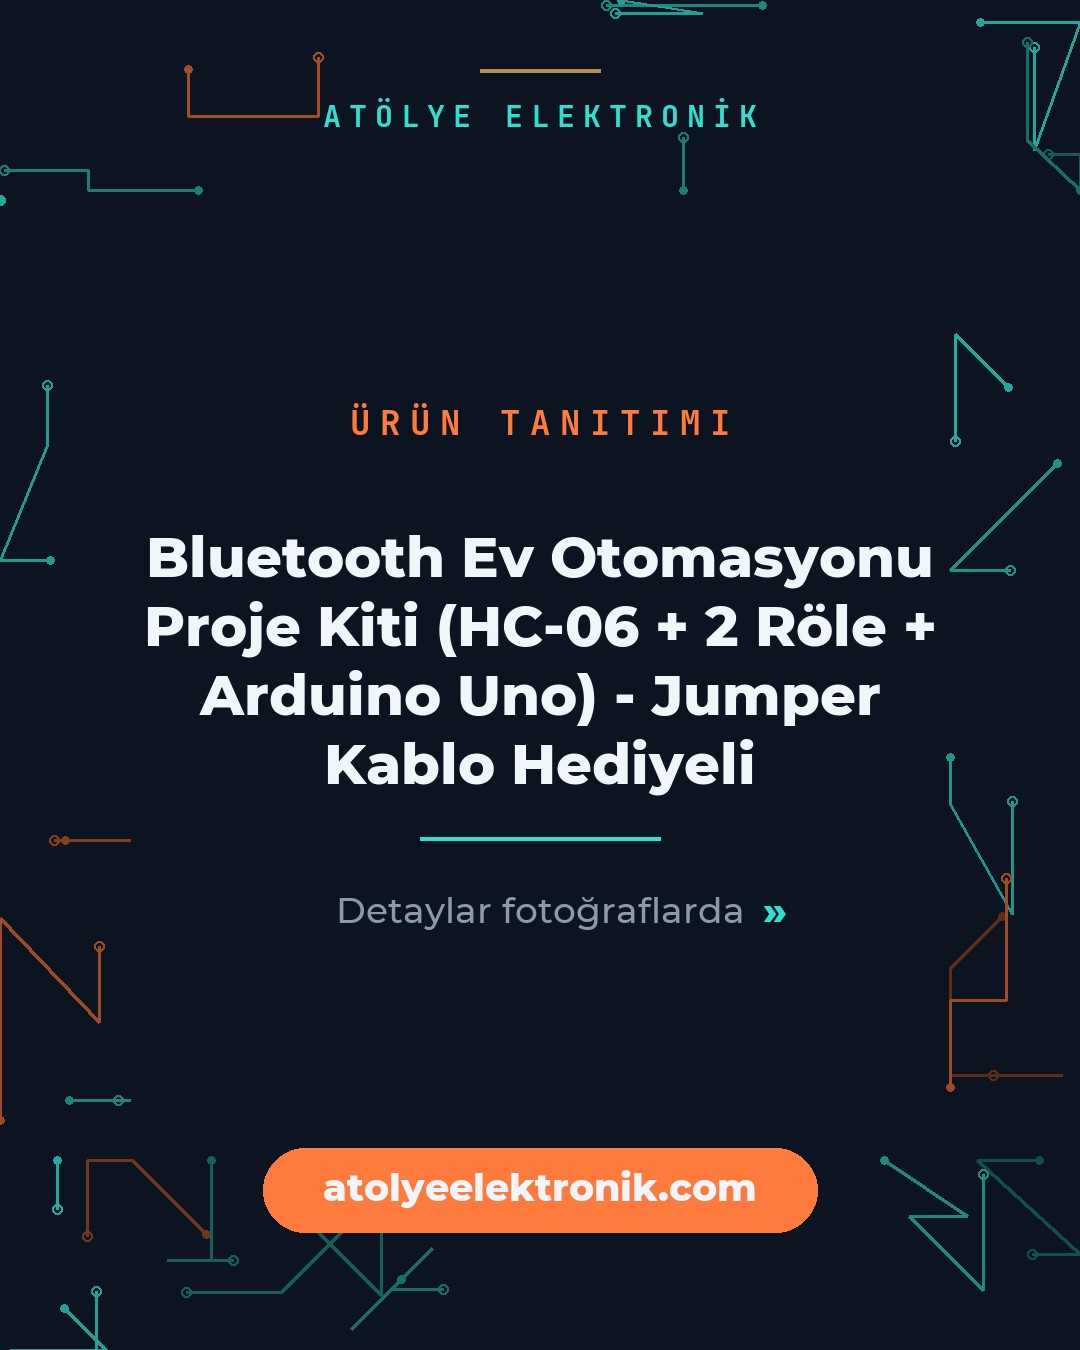 ATÖLYE ELEKTRONİK
ÜRÜN TANITIMI
Bluetooth Ev Otomasyonu
Proje Kiti (HC-06 + 2 Röle +
Arduino Uno) - Jumper
Kablo Hediyeli
Detaylar fotoğraflarda »
atolyeelektronik.com